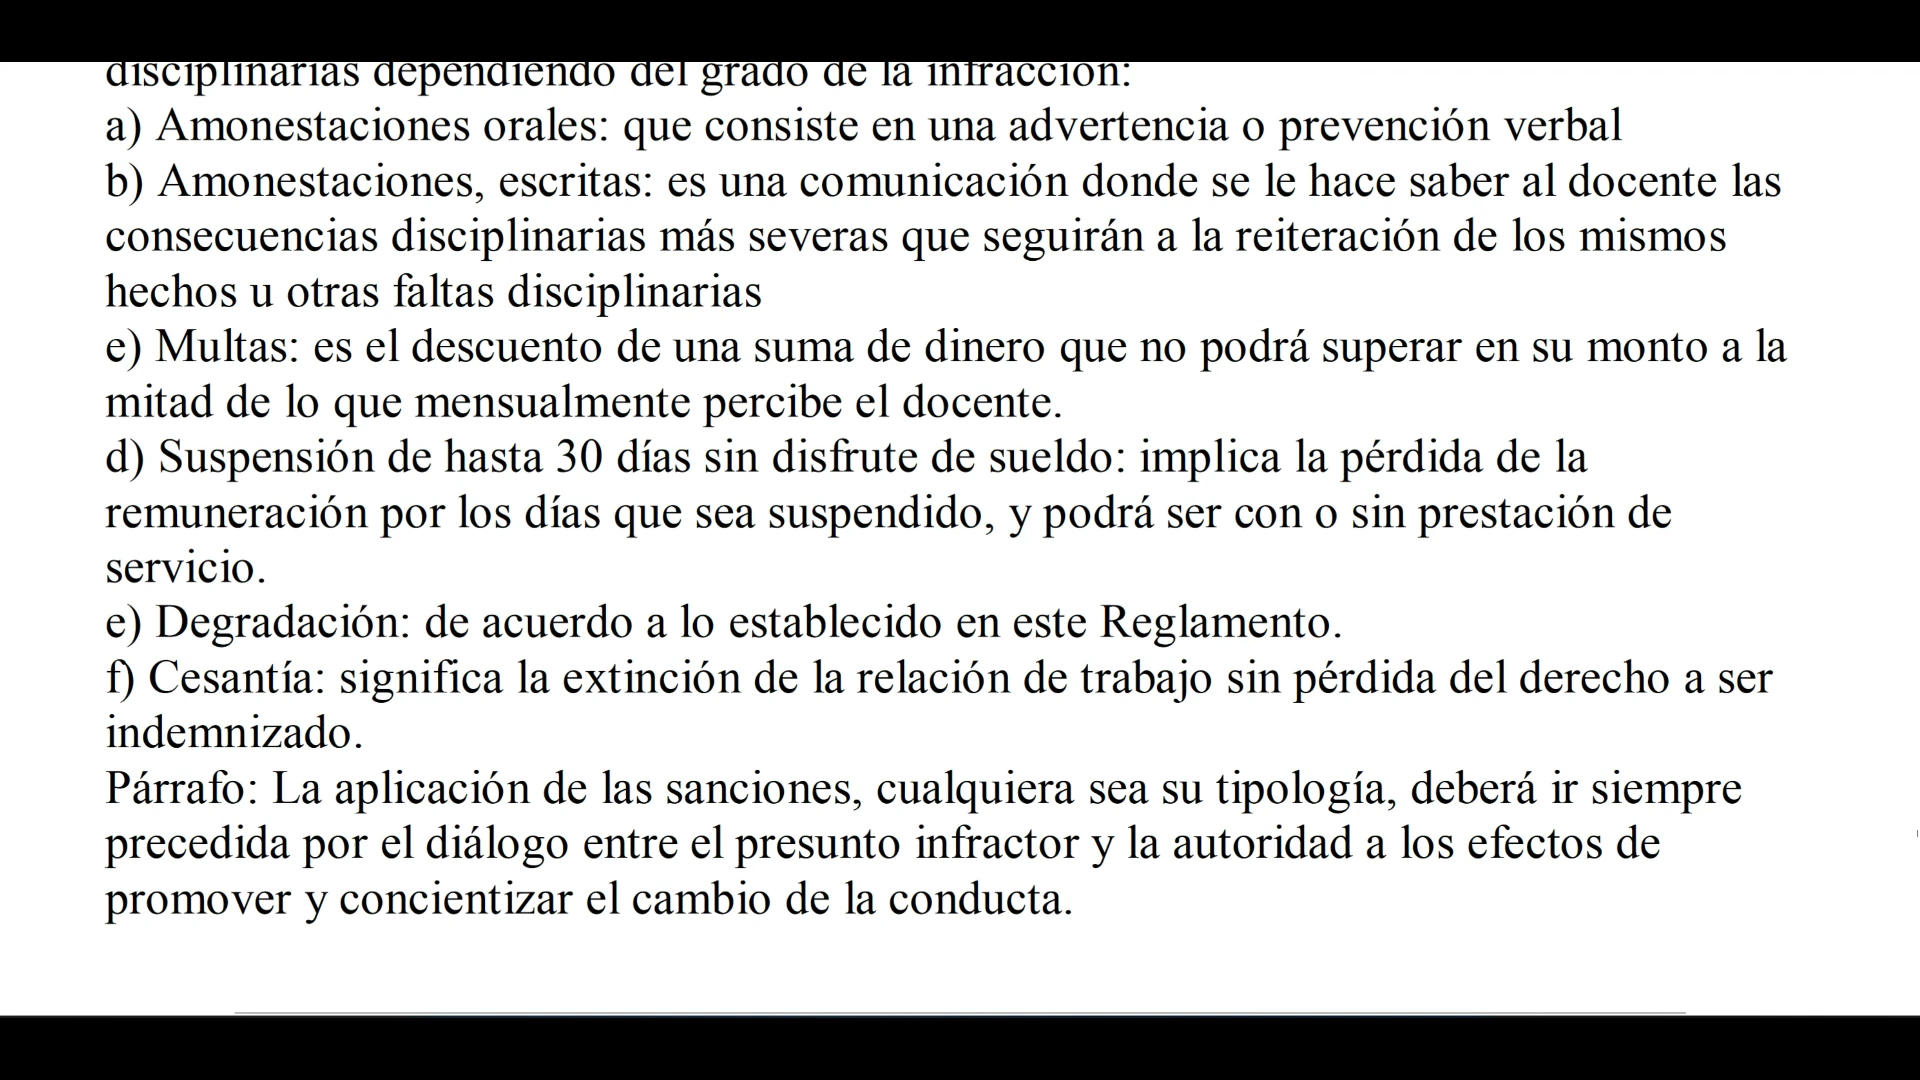 disciplinarias dependiendo del grado de la infracción:
a) Amonestaciones orales: que consiste en una advertencia o prevención verbal
b) Amonestaciones, escritas: es una comunicación donde se le hace saber al docente las
consecuencias disciplinarias más severas que seguirán a la reiteración de los mismos
hechos u otras faltas disciplinarias
e) Multas: es el descuento de una suma de dinero que no podrá superar en su monto a la
mitad de lo que mensualmente percibe el docente.
d) Suspensión de hasta 30 días sin disfrute de sueldo: implica la pérdida de la
remuneración por los días que sea suspendido, y podrá ser con o sin prestación de
servicio.
e) Degradación: de acuerdo a lo establecido en este Reglamento.
f) Cesantía: significa la extinción de la relación de trabajo sin pérdida del derecho a ser
indemnizado.
Párrafo: La aplicación de las sanciones, cualquiera sea su tipología, deberá ir siempre
precedida por el diálogo entre el presunto infractor y la autoridad a los efectos de
promover y concientizar el cambio de la conducta.